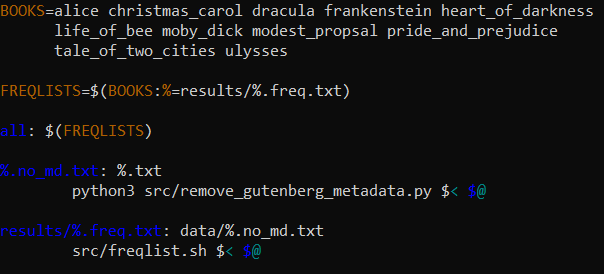 BOOKS=alice christmas_carol dracula frankenstein heart_of_darkness
life_of_bee moby_dick modest_propsal pride_and_prejudice
tale_of_two_cities ulysses
FREQLISTS=$(BOOKS:%=results/%.freq.txt)
all: $(FREQLISTS)
%.no_md.txt: %.txt
python3 src/remove_gutenberg_metadata.py $< $@
results/%.freq.txt: data/%.no_md.txt
src/freqlist.sh $< $@